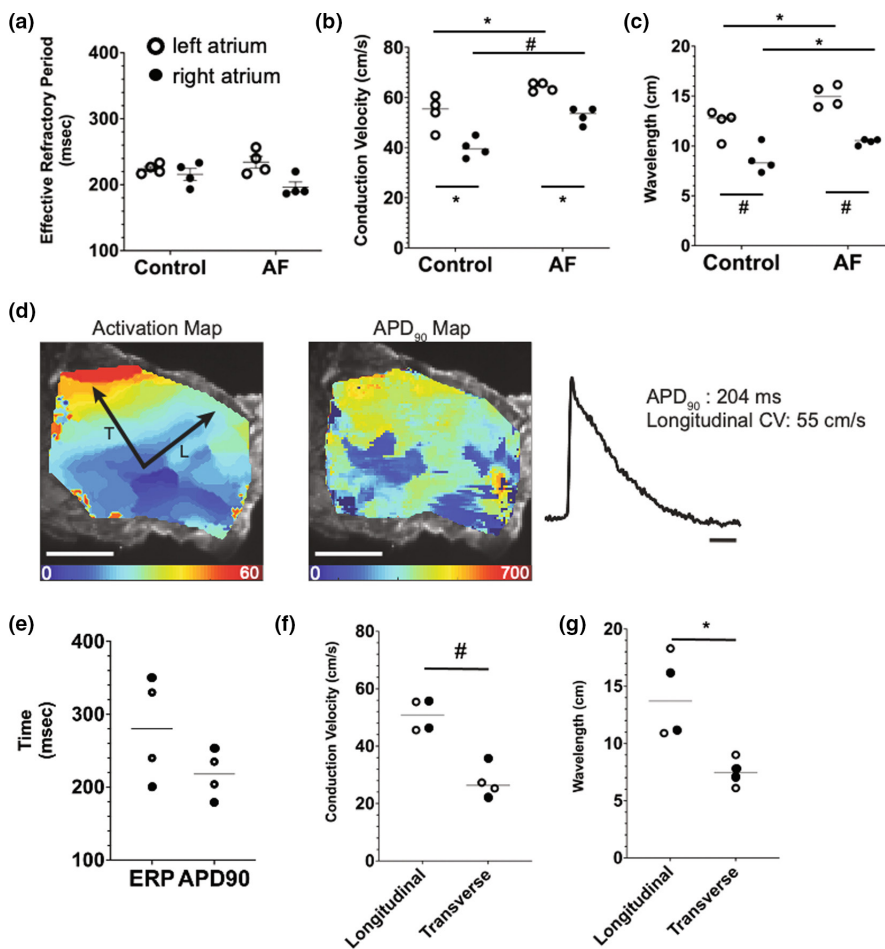 (a)
left atrium
right atrium
Effective Refractory Period
(msec)
400
300
200
100
Control
AF
(b)
Conduction Velocity (cm/s)
80
60
40
20
0
*
#
*
*
Control
AF
(c)
Wavelength (cm)
20
15
10
5
0
*
*
#
#
Control
AF
(d)
Activation Map
T
L
0
60
APD90 Map
0
700
APD90 : 204 ms
Longitudinal CV: 55 cm/s
(e)
Time
(msec)
400
300
200
100
ERP
APD90
(f)
Conduction Velocity (cm/s)
80
60
40
20
0
#
Longitudinal
Transverse
(g)
Wavelength (cm)
20
15
10
5
0
*
Longitudinal
Transverse